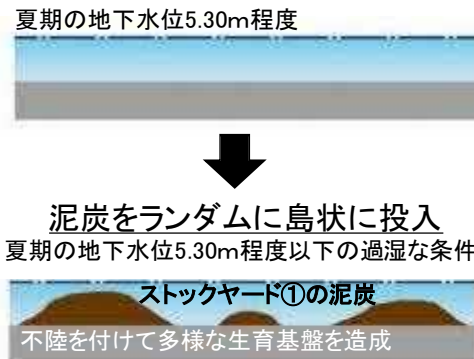 夏期の地下水位5.30m程度
泥炭をランダムに島状に投入
夏期の地下水位5.30m程度以下の過湿な条件
ストックヤード①の泥炭
不陸を付けて多様な生育基盤を造成